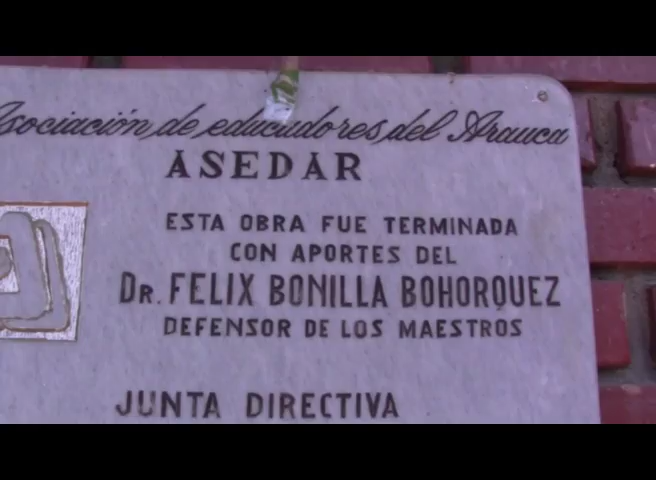 Asociación de educadores del Arauca
ASEDAR
ESTA OBRA FUE TERMINADA
CON APORTES DEL
DR. FELIX BONILLA BOHORQUEZ
DEFENSOR DE LOS MAESTROS
JUNTA DIRECTIVA